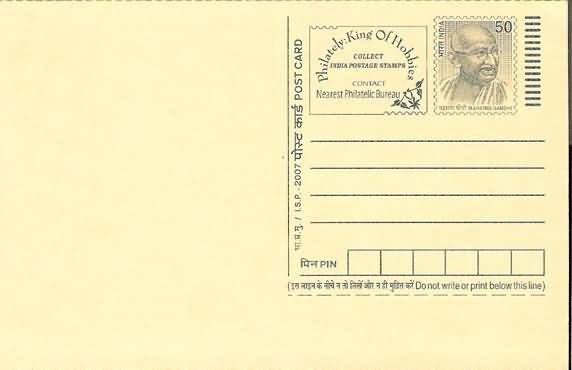 भा.प्र.मु. / I.S.P. - 2007 पोस्ट कार्ड POST CARD
Philately: King Of Hobbies
COLLECT
INDIA POSTAGE STAMPS
CONTACT
Nearest Philatelic Bureau
भारत INDIA
50
महात्मा गाँधी MAHATMA GANDHI
पिन PIN
(इस लाइन के नीचे न तो लिखें और न ही मुद्रित करें Do not write or print below this line)